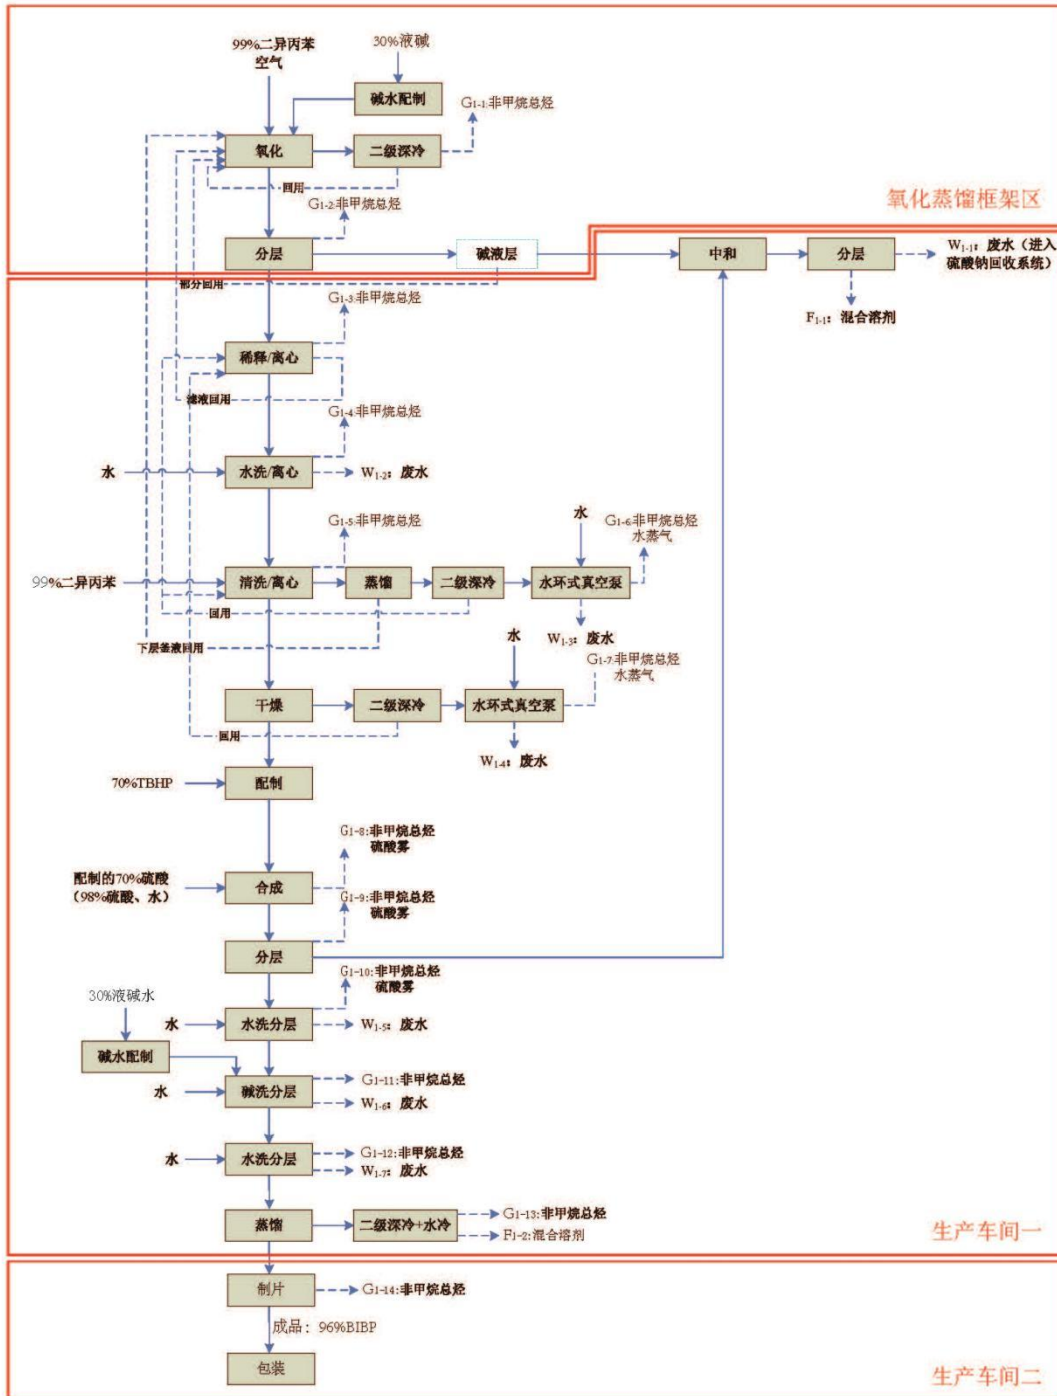 99%二异丙苯
空气
30%液碱
碱水配制
G1-1:非甲烷总烃
氧化
二级深冷
回用
G1-2:非甲烷总烃
氧化蒸馏框架区
分层
碱液层
中和
分层
W1-1：废水（进入
硫酸钠回收系统）
部分回用
F1-1：混合溶剂
G1-3:非甲烷总烃
稀释/离心
滤液回用
G1-4:非甲烷总烃
水
水洗/离心
W1-2：废水
G1-5:非甲烷总烃
水
G1-6:非甲烷总烃
水蒸气
99%二异丙苯
清洗/离心
蒸馏
二级深冷
水环式真空泵
回用
下层釜液回用
W1-3：废水
水
G1-7:非甲烷总烃
水蒸气
干燥
二级深冷
水环式真空泵
回用
W1-4：废水
70%TBHP
配制
G1-8:非甲烷总烃
硫酸雾
配制的70%硫酸
（98%硫酸、水）
合成
G1-9:非甲烷总烃
硫酸雾
分层
G1-10:非甲烷总烃
硫酸雾
30%液碱水
水
水洗分层
W1-5：废水
碱水配制
水
碱洗分层
G1-11:非甲烷总烃
W1-6：废水
水
水洗分层
G1-12:非甲烷总烃
W1-7：废水
蒸馏
二级深冷+水冷
G1-13:非甲烷总烃
F1-2:混合溶剂
生产车间一
制片
G1-14:非甲烷总烃
成品：96%BIBP
包装
生产车间二